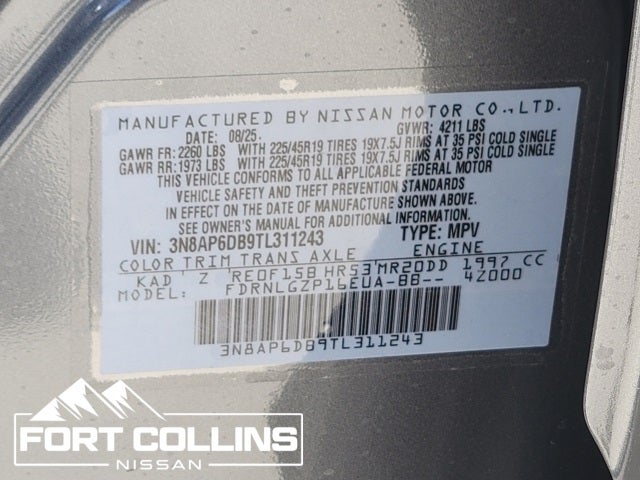 MANUFACTURED BY NISSAN MOTOR CO., LTD.
DATE: 08/25. GVWR: 4211 LBS
GAWR FR: 2260 LBS WITH 225/45R19 TIRES 19X7.5J RIMS AT 35 PSI COLD SINGLE
GAWR RR: 1973 LBS WITH 225/45R19 TIRES 19X7.5J RIMS AT 35 PSI COLD SINGLE
THIS VEHICLE CONFORMS TO ALL APPLICABLE FEDERAL MOTOR
VEHICLE SAFETY AND THEFT PREVENTION STANDARDS
IN EFFECT ON THE DATE OF MANUFACTURE SHOWN ABOVE.
SEE OWNER'S MANUAL FOR ADDITIONAL INFORMATION.
VIN: 3N8AP6DB9TL311243 TYPE: MPV
COLOR TRIM TRANS AXLE ENGINE
KAD Z RE0F15B HR53 MR20DD 1997 CC
MODEL: FDRNLGZP16EUA-BB-- 4Z000
3N8AP6DB9TL311243
FORT COLLINS
NISSAN